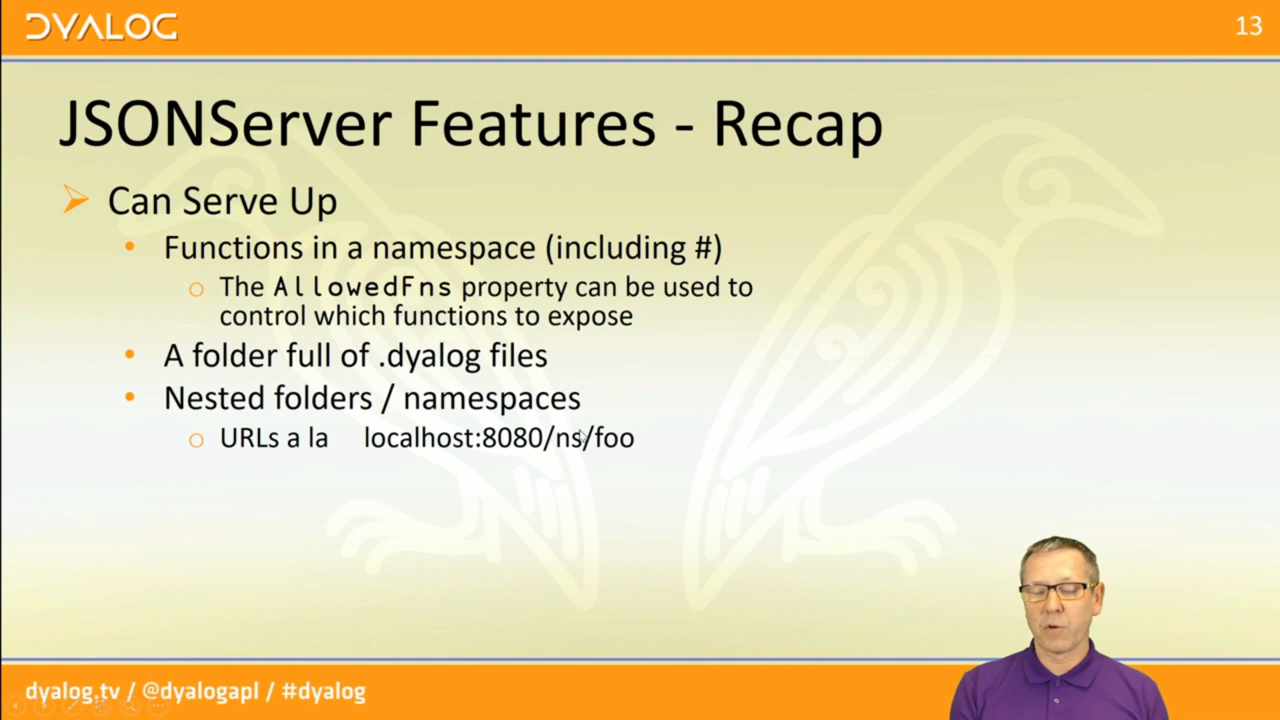 DYALOG
13
JSONServer Features - Recap
Can Serve Up
Functions in a namespace (including #)
The AllowedFns property can be used to
control which functions to expose
A folder full of .dyalog files
Nested folders / namespaces
URLs a la localhost:8080/ns/foo
dyalog.tv / @dyalogapl / #dyalog